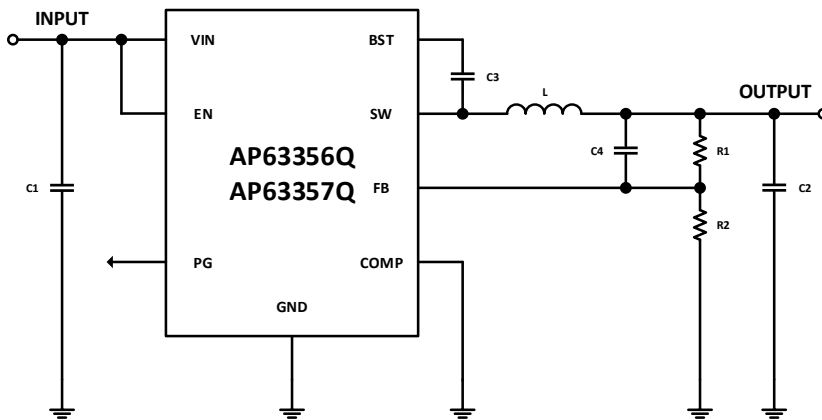 INPUT
VIN
BST
C3
L
OUTPUT
EN
SW
AP63356Q
AP63357Q
C4
R1
C1
FB
C2
R2
PG
COMP
GND